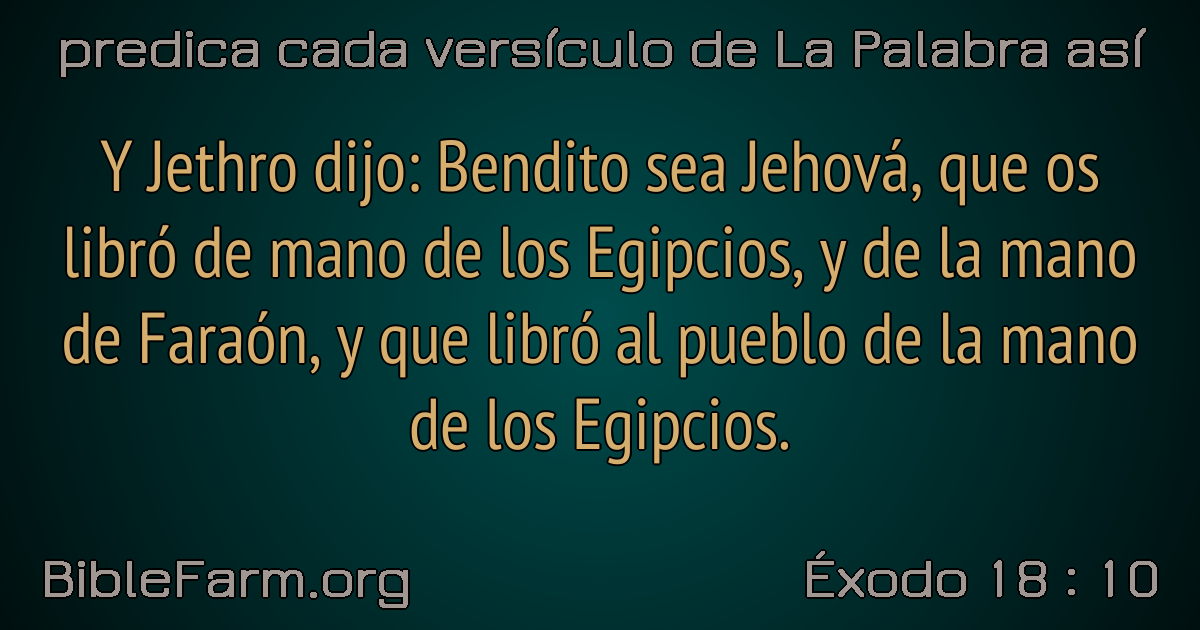 predica cada versículo de La Palabra así
Y Jethro dijo: Bendito sea Jehová, que os
libró de mano de los Egipcios, y de la mano
de Faraón, y que libró al pueblo de la mano
de los Egipcios.
BibleFarm.org
Éxodo 18 : 10